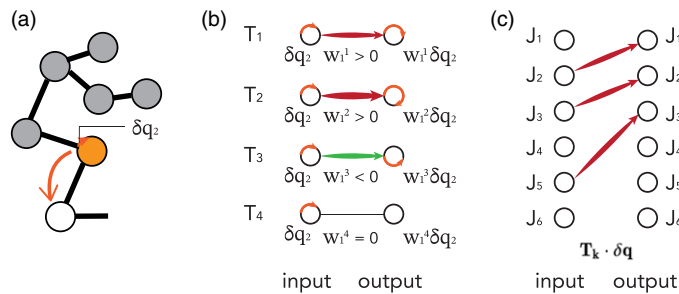 (a)
δq₂
(b)
T₁
δq₂ w₁¹ > 0 w₁¹δq₂
T₂
δq₂ w₁² > 0 w₁²δq₂
T₃
δq₂ w₁³ < 0 w₁³δq₂
T₄
δq₂ w₁⁴ = 0 w₁⁴δq₂
input output
(c)
J₁ J₁
J₂ J₂
J₃ J₃
J₄ J₄
J₅ J₅
J₆ J₆
T_k · δq
input output